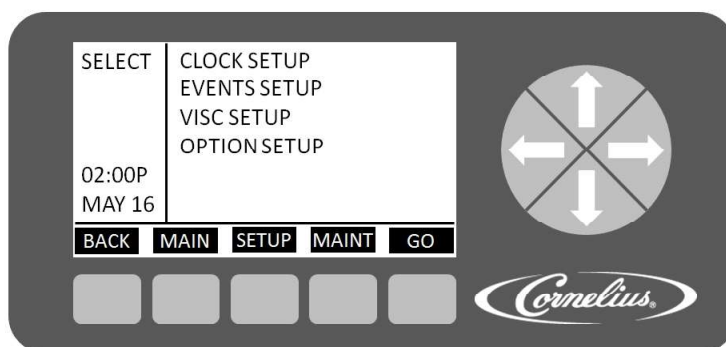 SELECT
CLOCK SETUP
EVENTS SETUP
VISC SETUP
OPTION SETUP
02:00P
MAY 16
BACK MAIN SETUP MAINT GO
Cornelius®